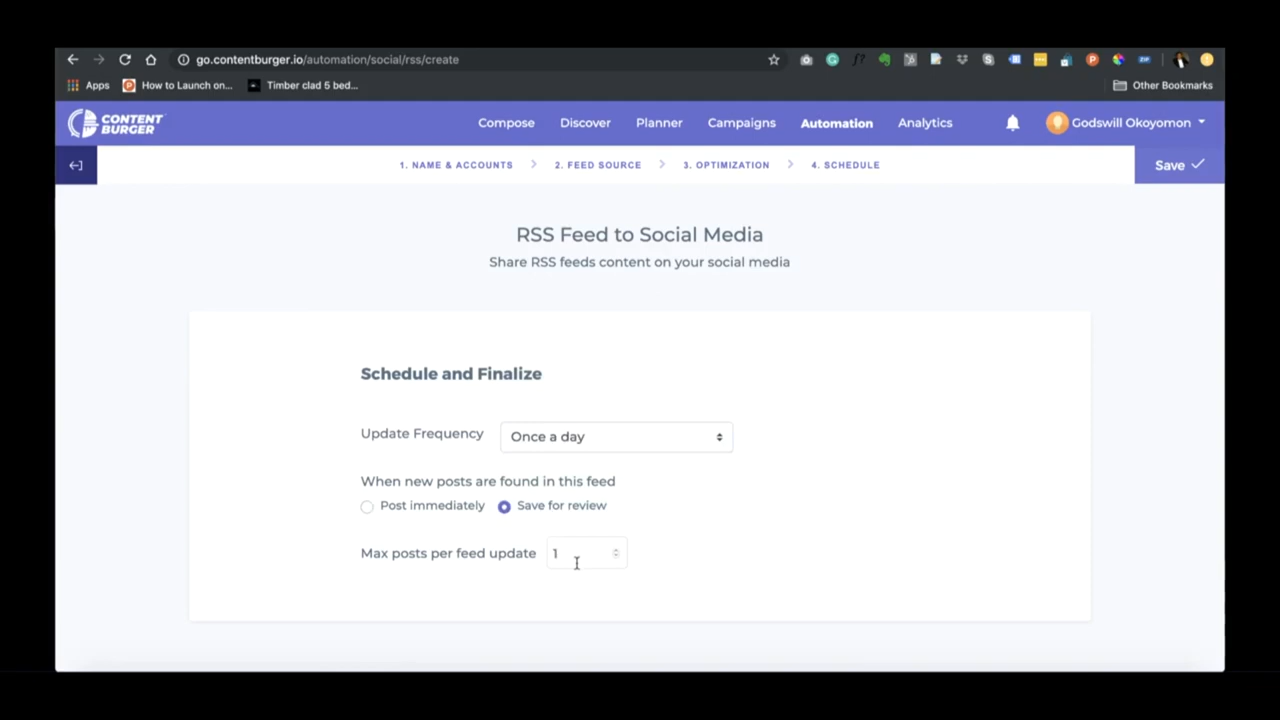 go.contentburger.io/automation/social/rss/create
Apps How to Launch on... Timber clad 5 bed... Other Bookmarks
CONTENT BURGER Compose Discover Planner Campaigns Automation Analytics Godswill Okoyomon
1. NAME & ACCOUNTS 2. FEED SOURCE 3. OPTIMIZATION 4. SCHEDULE Save
RSS Feed to Social Media
Share RSS feeds content on your social media
Schedule and Finalize
Update Frequency Once a day
When new posts are found in this feed
Post immediately Save for review
Max posts per feed update 1